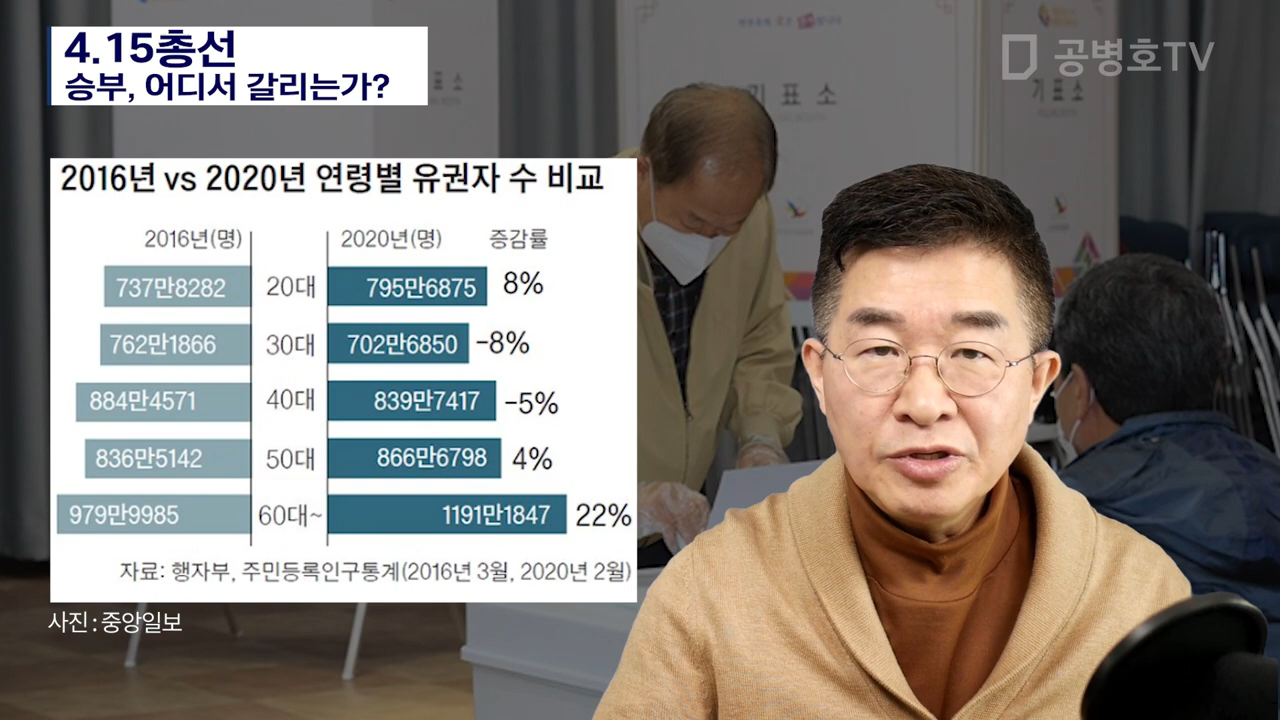 4.15총선
승부, 어디서 갈리는가?
공병호TV
기표소
기표소
2016년 vs 2020년 연령별 유권자 수 비교
2016년(명) 2020년(명) 증감률
737만8282 20대 795만6875 8%
762만1866 30대 702만6850 -8%
884만4571 40대 839만7417 -5%
836만5142 50대 866만6798 4%
979만9985 60대~ 1191만1847 22%
자료: 행자부, 주민등록인구통계(2016년 3월, 2020년 2월)
사진 : 중앙일보